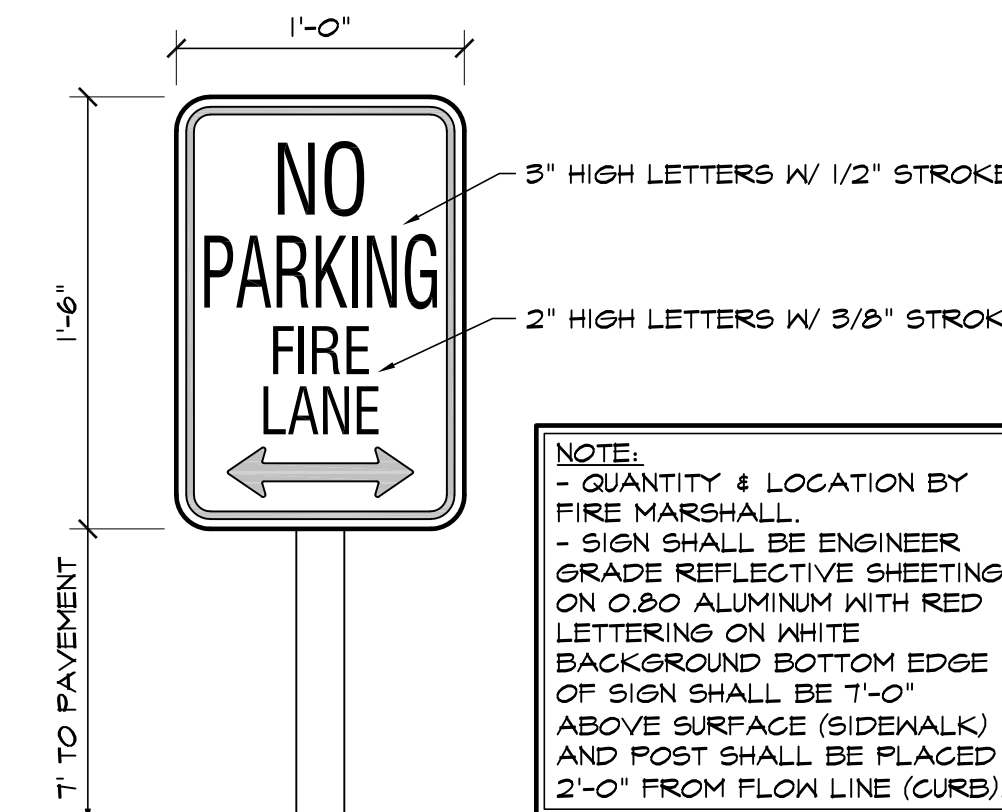 1'-0"
1'-6"
7' TO PAVEMENT
NO
PARKING
FIRE
LANE
3" HIGH LETTERS W/ 1/2" STROKE
2" HIGH LETTERS W/ 3/8" STROK
NOTE:
- QUANTITY & LOCATION BY
FIRE MARSHALL.
- SIGN SHALL BE ENGINEER
GRADE REFLECTIVE SHEETING
ON 0.80 ALUMINUM WITH RED
LETTERING ON WHITE
BACKGROUND BOTTOM EDGE
OF SIGN SHALL BE 7'-0"
ABOVE SURFACE (SIDEWALK)
AND POST SHALL BE PLACED
2'-0" FROM FLOW LINE (CURB)